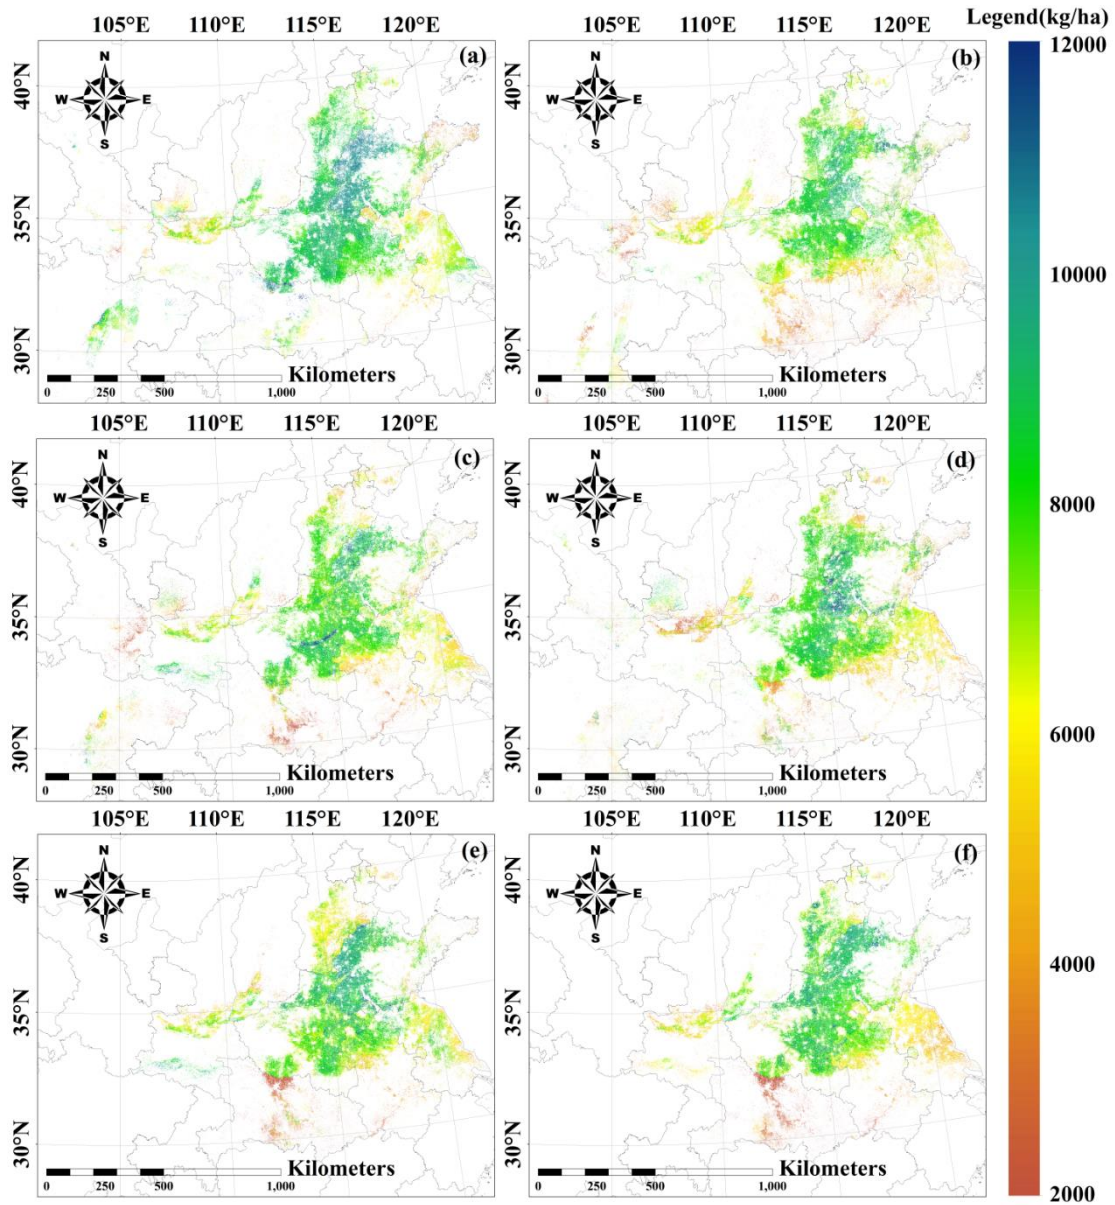 105°E 110°E 115°E 120°E 105°E 110°E 115°E 120°E Legend(kg/ha)
(a) (b) 12000
40°N N W E S 40°N N W E S
35°N 35°N
10000
30°N 30°N
Kilometers Kilometers
0 250 500 1,000 0 250 500 1,000
105°E 110°E 115°E 120°E 105°E 110°E 115°E 120°E
(c) (d)
40°N N W E S 40°N N W E S 8000
35°N 35°N
30°N 30°N 6000
Kilometers Kilometers
0 250 500 1,000 0 250 500 1,000
105°E 110°E 115°E 120°E 105°E 110°E 115°E 120°E
(e) (f)
40°N N W E S 40°N N W E S
4000
35°N 35°N
30°N 30°N
Kilometers Kilometers
0 250 500 1,000 0 250 500 1,000
2000